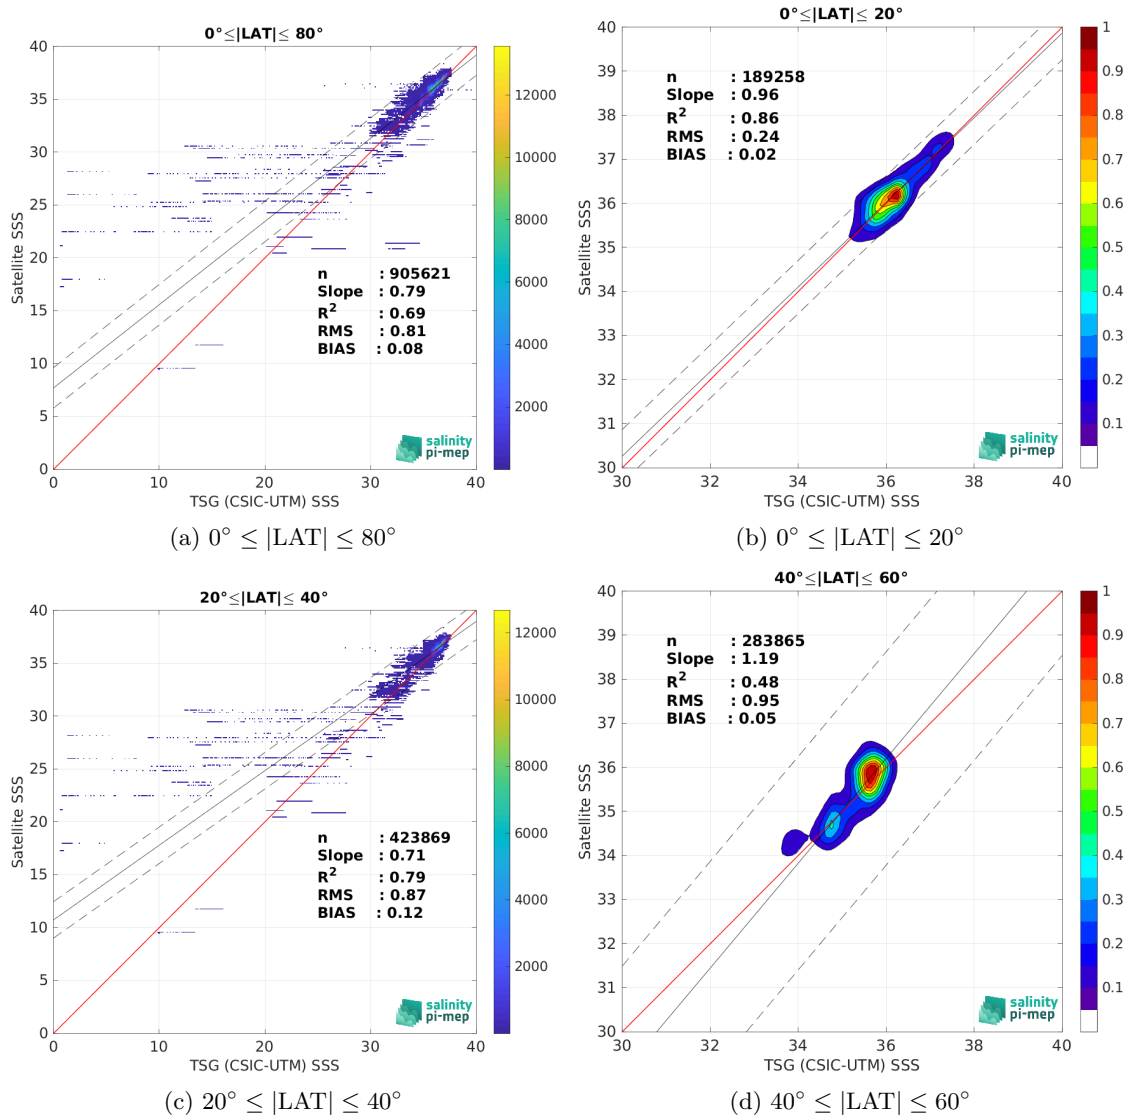 0°≤|LAT|≤ 80°
40
35
30
25
20
15
10
5
0
Satellite SSS
n : 905621
Slope : 0.79
R² : 0.69
RMS : 0.81
BIAS : 0.08
salinity
pi-mep
0 10 20 30 40
TSG (CSIC-UTM) SSS
12000
10000
8000
6000
4000
2000
(a) 0° ≤ |LAT| ≤ 80°
0°≤|LAT|≤ 20°
40
39
38
37
36
35
34
33
32
31
30
Satellite SSS
n : 189258
Slope : 0.96
R² : 0.86
RMS : 0.24
BIAS : 0.02
salinity
pi-mep
30 32 34 36 38 40
TSG (CSIC-UTM) SSS
1
0.9
0.8
0.7
0.6
0.5
0.4
0.3
0.2
0.1
(b) 0° ≤ |LAT| ≤ 20°
20°≤|LAT|≤ 40°
40
35
30
25
20
15
10
5
0
Satellite SSS
n : 423869
Slope : 0.71
R² : 0.79
RMS : 0.87
BIAS : 0.12
salinity
pi-mep
0 10 20 30 40
TSG (CSIC-UTM) SSS
12000
10000
8000
6000
4000
2000
(c) 20° ≤ |LAT| ≤ 40°
40°≤|LAT|≤ 60°
40
39
38
37
36
35
34
33
32
31
30
Satellite SSS
n : 283865
Slope : 1.19
R² : 0.48
RMS : 0.95
BIAS : 0.05
salinity
pi-mep
30 32 34 36 38 40
TSG (CSIC-UTM) SSS
1
0.9
0.8
0.7
0.6
0.5
0.4
0.3
0.2
0.1
(d) 40° ≤ |LAT| ≤ 60°